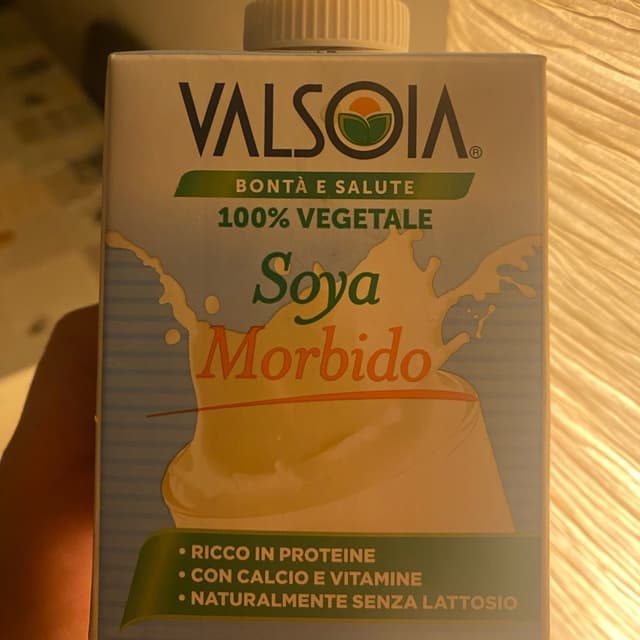 VALSOIA®
BONTÀ E SALUTE
100% VEGETALE
Soya
Morbido
• RICCO IN PROTEINE
• CON CALCIO E VITAMINE
• NATURALMENTE SENZA LATTOSIO